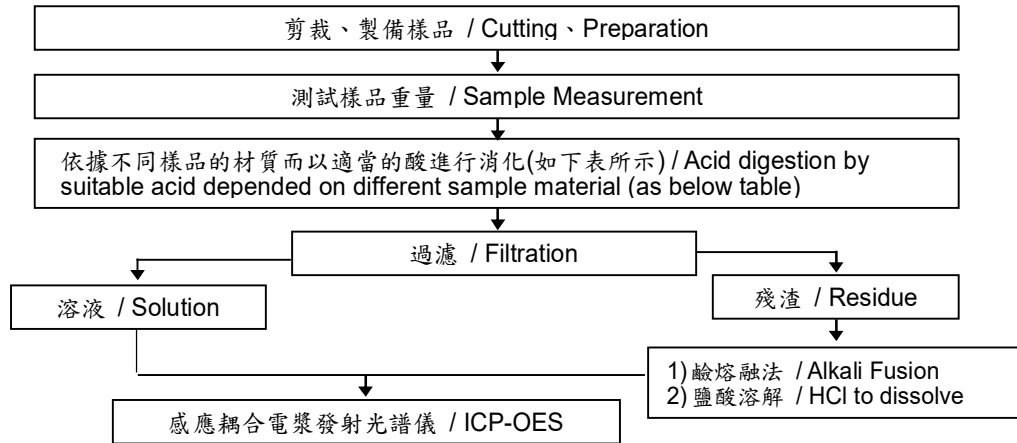 剪裁、製備樣品 / Cutting、Preparation
測試樣品重量 / Sample Measurement
依據不同樣品的材質而以適當的酸進行消化(如下表所示) / Acid digestion by
suitable acid depended on different sample material (as below table)
過濾 / Filtration
溶液 / Solution
殘渣 / Residue
1) 鹼熔融法 / Alkali Fusion
2) 鹽酸溶解 / HCl to dissolve
感應耦合電漿發射光譜儀 / ICP-OES